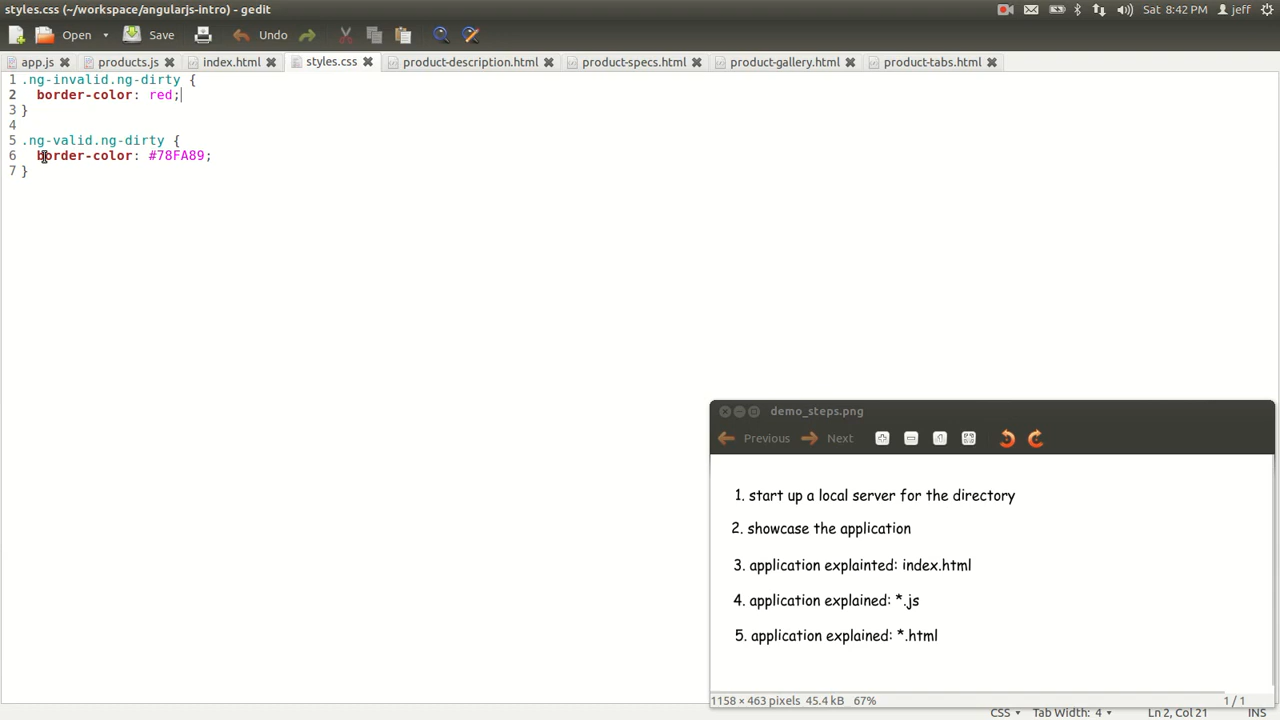 styles.css (~/workspace/angularjs-intro) - gedit
Sat 8:42 PM jeff
Open Save Undo
app.js products.js index.html styles.css product-description.html product-specs.html product-gallery.html product-tabs.html
1 .ng-invalid.ng-dirty {
2 border-color: red;
3 }
4
5 .ng-valid.ng-dirty {
6 border-color: #78FA89;
7 }
demo_steps.png
Previous Next
1. start up a local server for the directory
2. showcase the application
3. application explainted: index.html
4. application explained: *.js
5. application explained: *.html
1158 × 463 pixels 45.4 kB 67% 1 / 1
CSS Tab Width: 4 Ln 2, Col 21 INS